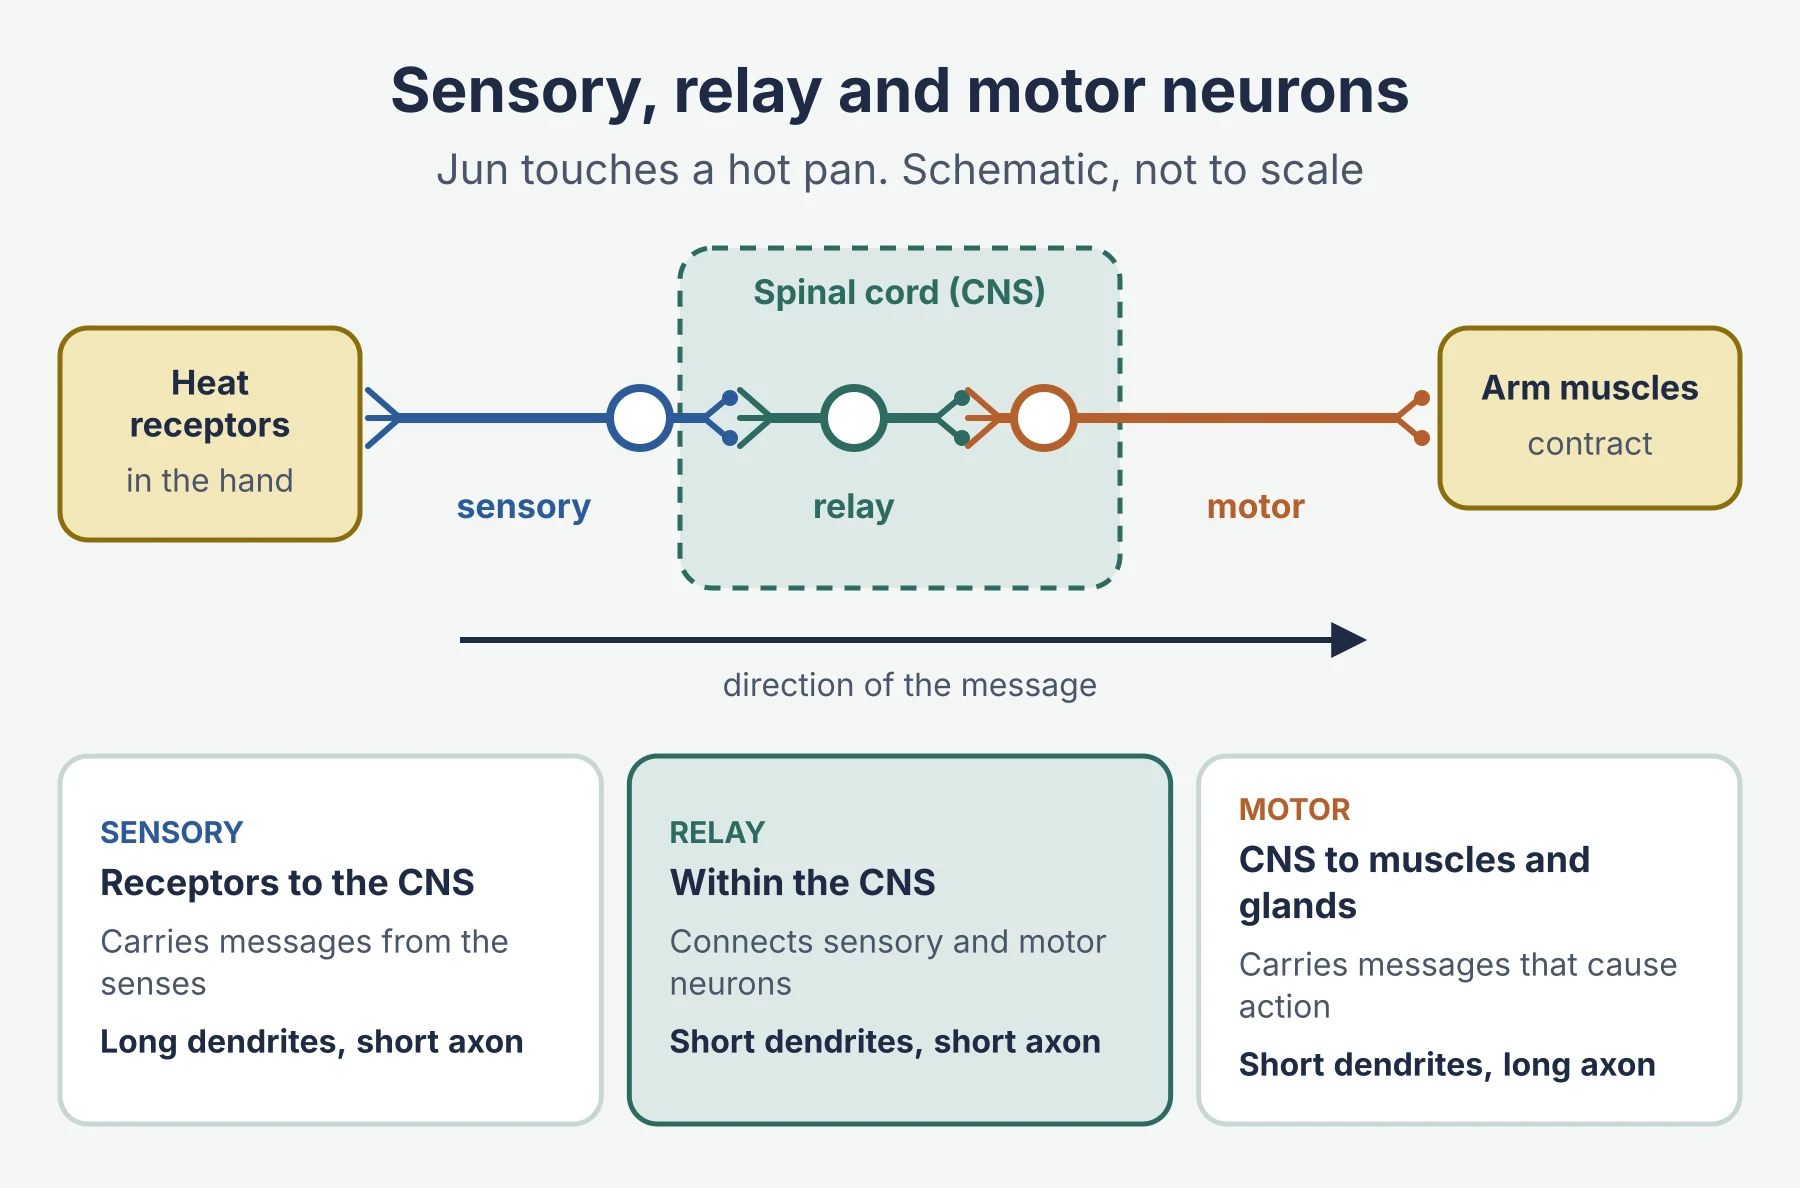 Sensory, relay and motor neurons
Jun touches a hot pan. Schematic, not to scale
Spinal cord (CNS)
Heat
receptors
in the hand
Arm muscles
contract
sensory
relay
motor
direction of the message
SENSORY
Receptors to the CNS
Carries messages from the
senses
Long dendrites, short axon
RELAY
Within the CNS
Connects sensory and motor
neurons
Short dendrites, short axon
MOTOR
CNS to muscles and
glands
Carries messages that cause
action
Short dendrites, long axon